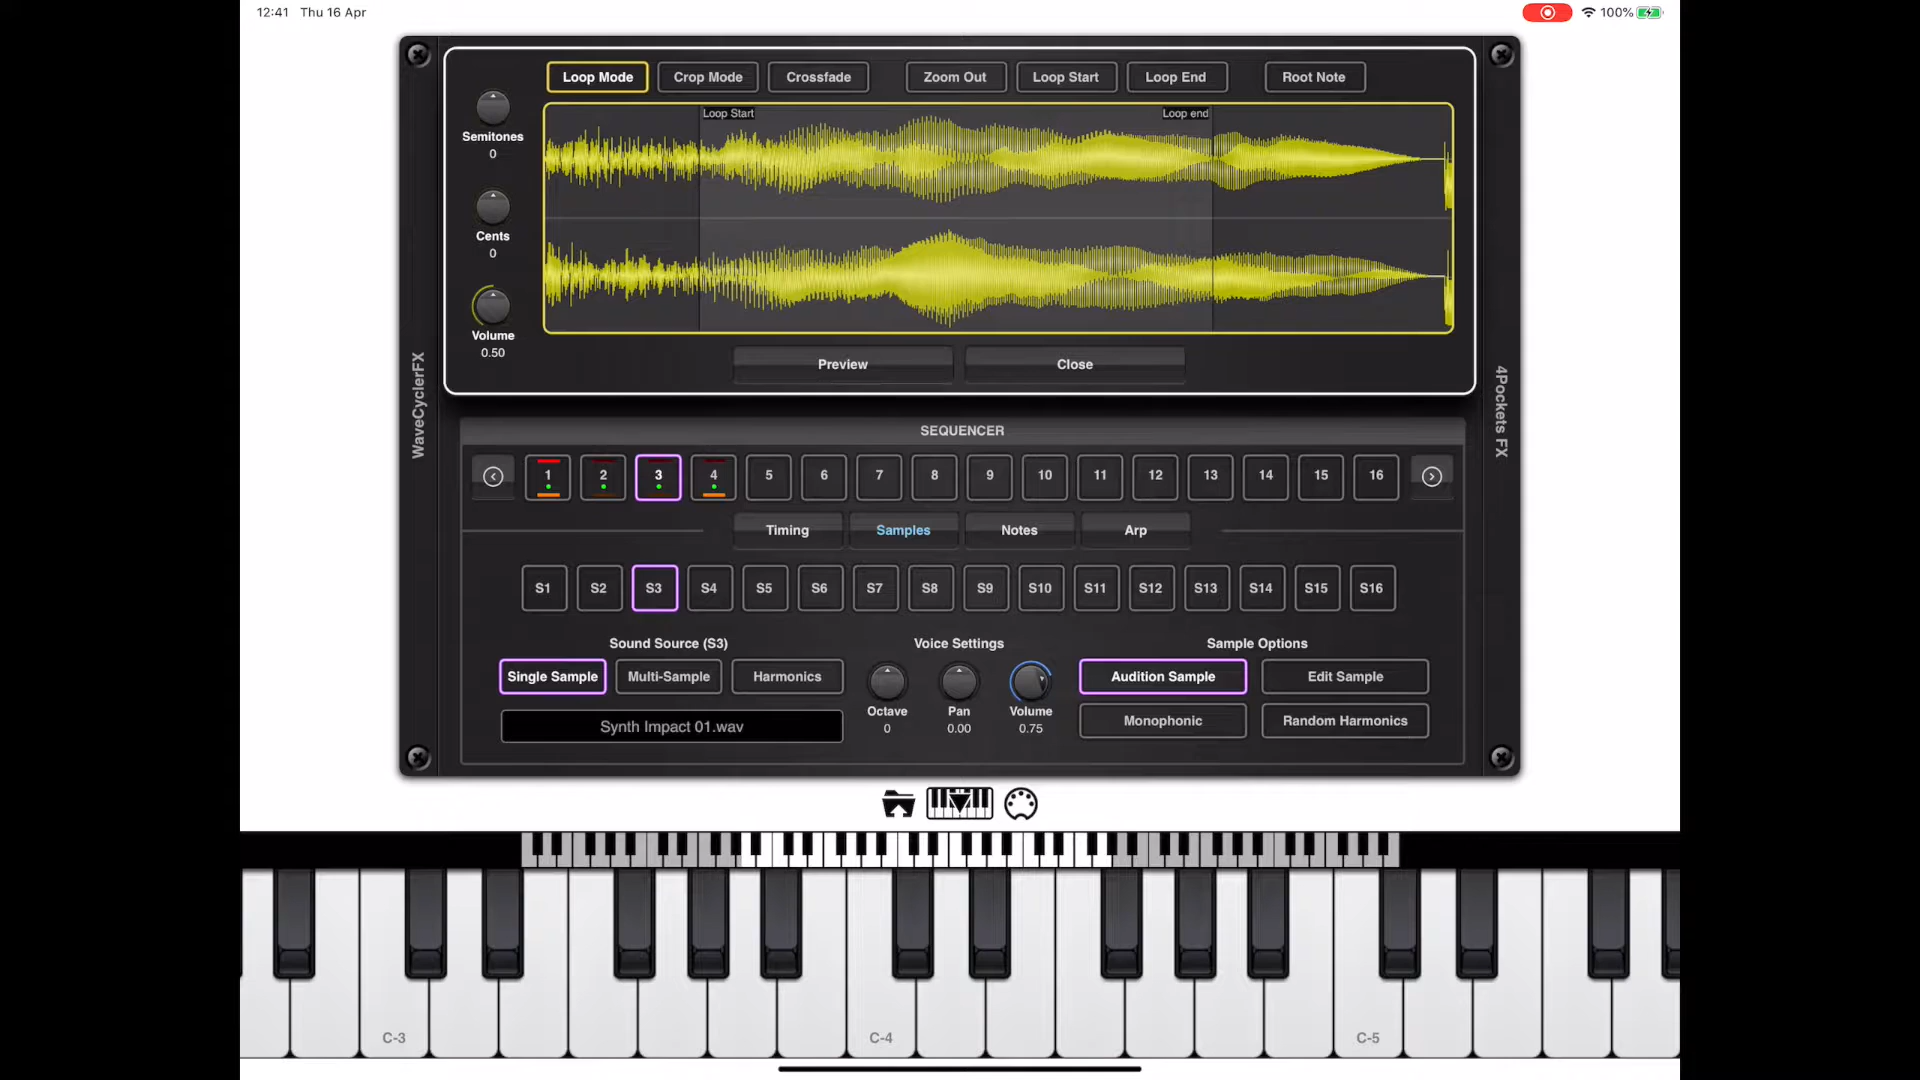 12:41 Thu 16 Apr
100%
Loop Mode Crop Mode Crossfade Zoom Out Loop Start Loop End Root Note
Loop Start Loop end
Semitones
0
Cents
0
Volume
0.50
Preview Close
WaveCyclerFX
4Pockets FX
SEQUENCER
1 2 3 4 5 6 7 8 9 10 11 12 13 14 15 16
Timing Samples Notes Arp
S1 S2 S3 S4 S5 S6 S7 S8 S9 S10 S11 S12 S13 S14 S15 S16
Sound Source (S3) Voice Settings Sample Options
Single Sample Multi-Sample Harmonics Audition Sample Edit Sample
Octave Pan Volume
0 0.00 0.75
Synth Impact 01.wav Monophonic Random Harmonics
C-3 C-4 C-5